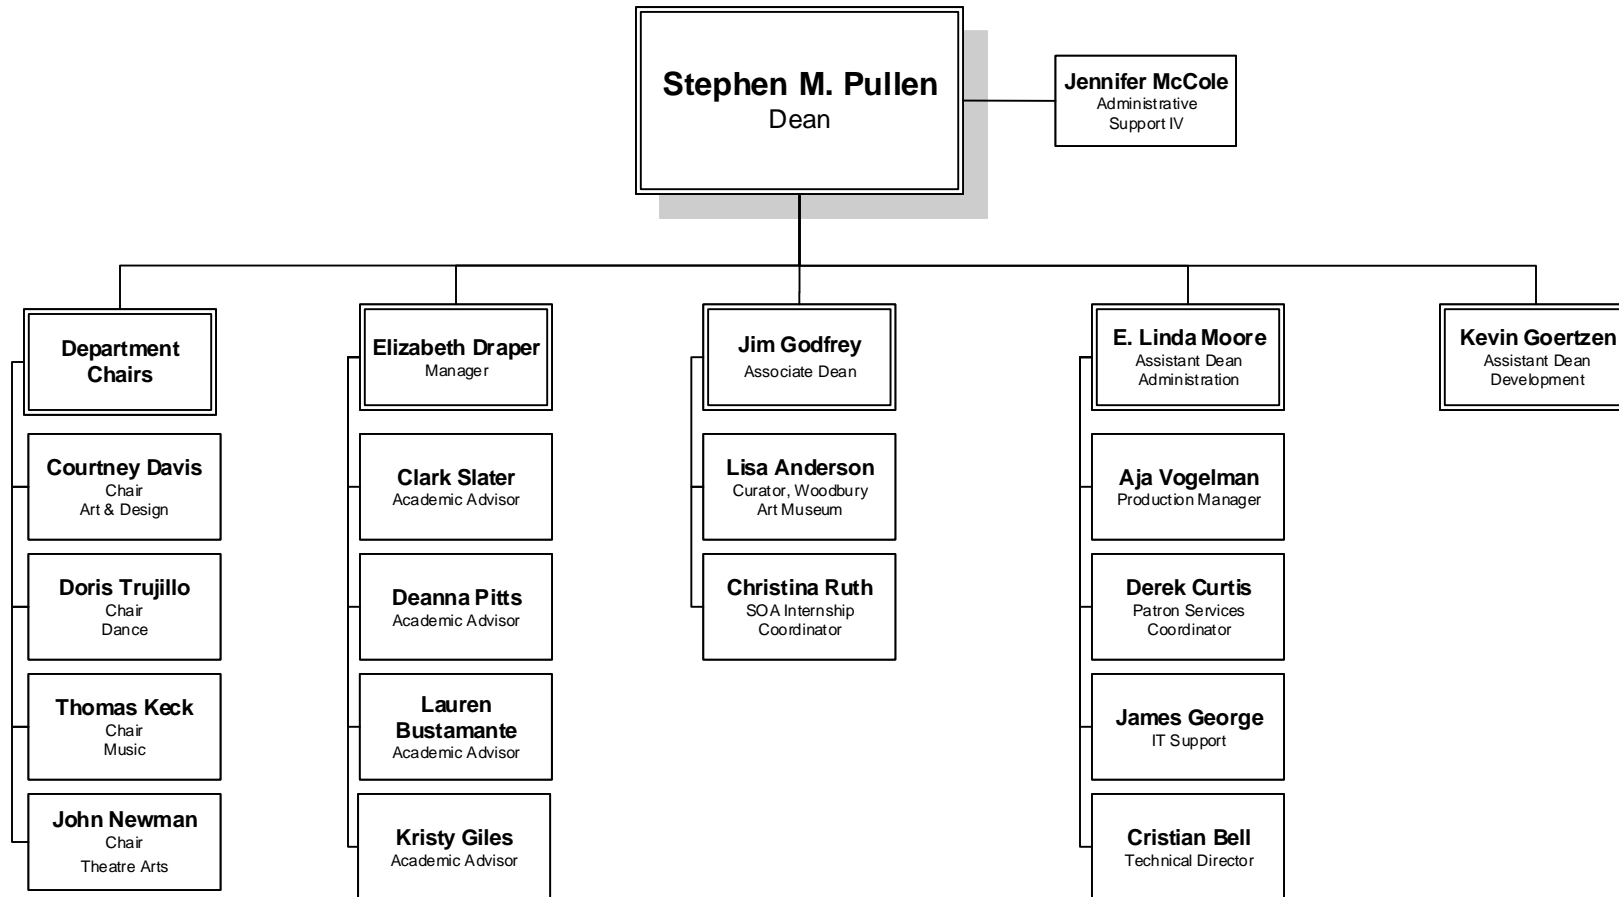 Stephen M. Pullen
Dean
Jennifer McCole
Administrative
Support IV
Department
Chairs
Elizabeth Draper
Manager
Jim Godfrey
Associate Dean
E. Linda Moore
Assistant Dean
Administration
Kevin Goertzen
Assistant Dean
Development
Courtney Davis
Chair
Art & Design
Clark Slater
Academic Advisor
Lisa Anderson
Curator, Woodbury
Art Museum
Aja Vogelman
Production Manager
Doris Trujillo
Chair
Dance
Deanna Pitts
Academic Advisor
Christina Ruth
SOA Internship
Coordinator
Derek Curtis
Patron Services
Coordinator
Thomas Keck
Chair
Music
Lauren
Bustamante
Academic Advisor
James George
IT Support
John Newman
Chair
Theatre Arts
Kristy Giles
Academic Advisor
Cristian Bell
Technical Director